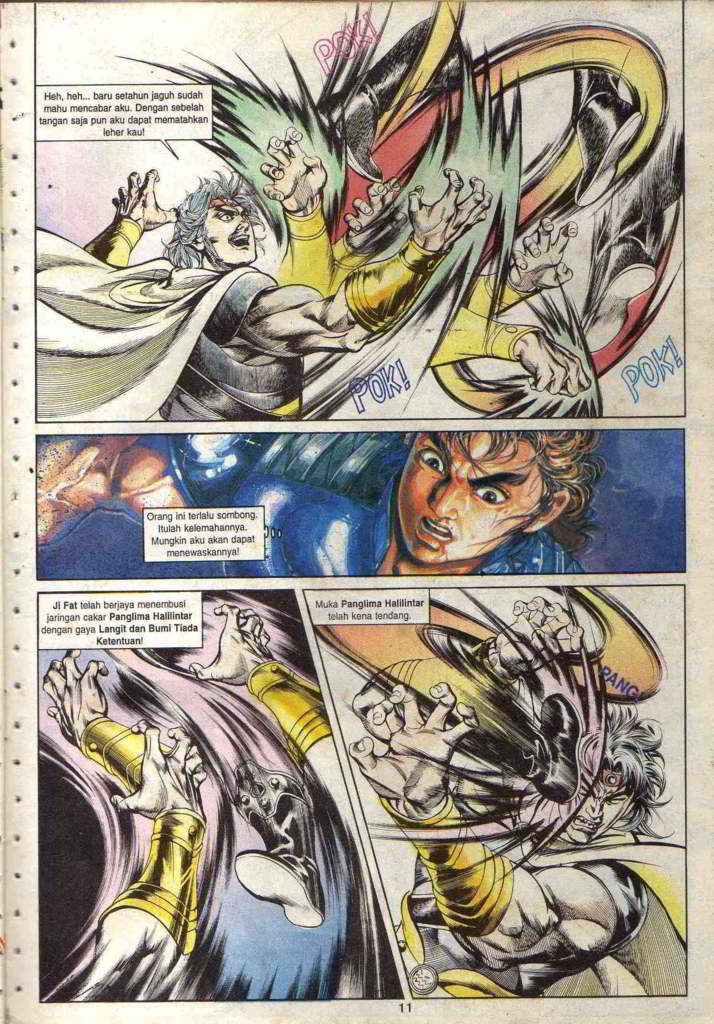 POK!
Heh, heh... baru setahun jaguh sudah
mahu mencabar aku. Dengan sebelah
tangan saja pun aku dapat mematahkan
leher kau!
POK!
POK!
Orang ini terlalu sombong.
Itulah kelemahannya.
Mungkin aku akan dapat
menewaskannya!
Ji Fat telah berjaya menembusi
jaringan cakar Panglima Halilintar
dengan gaya Langit dan Bumi Tiada
Ketentuan!
Muka Panglima Halilintar
telah kena tendang.
PANG
11